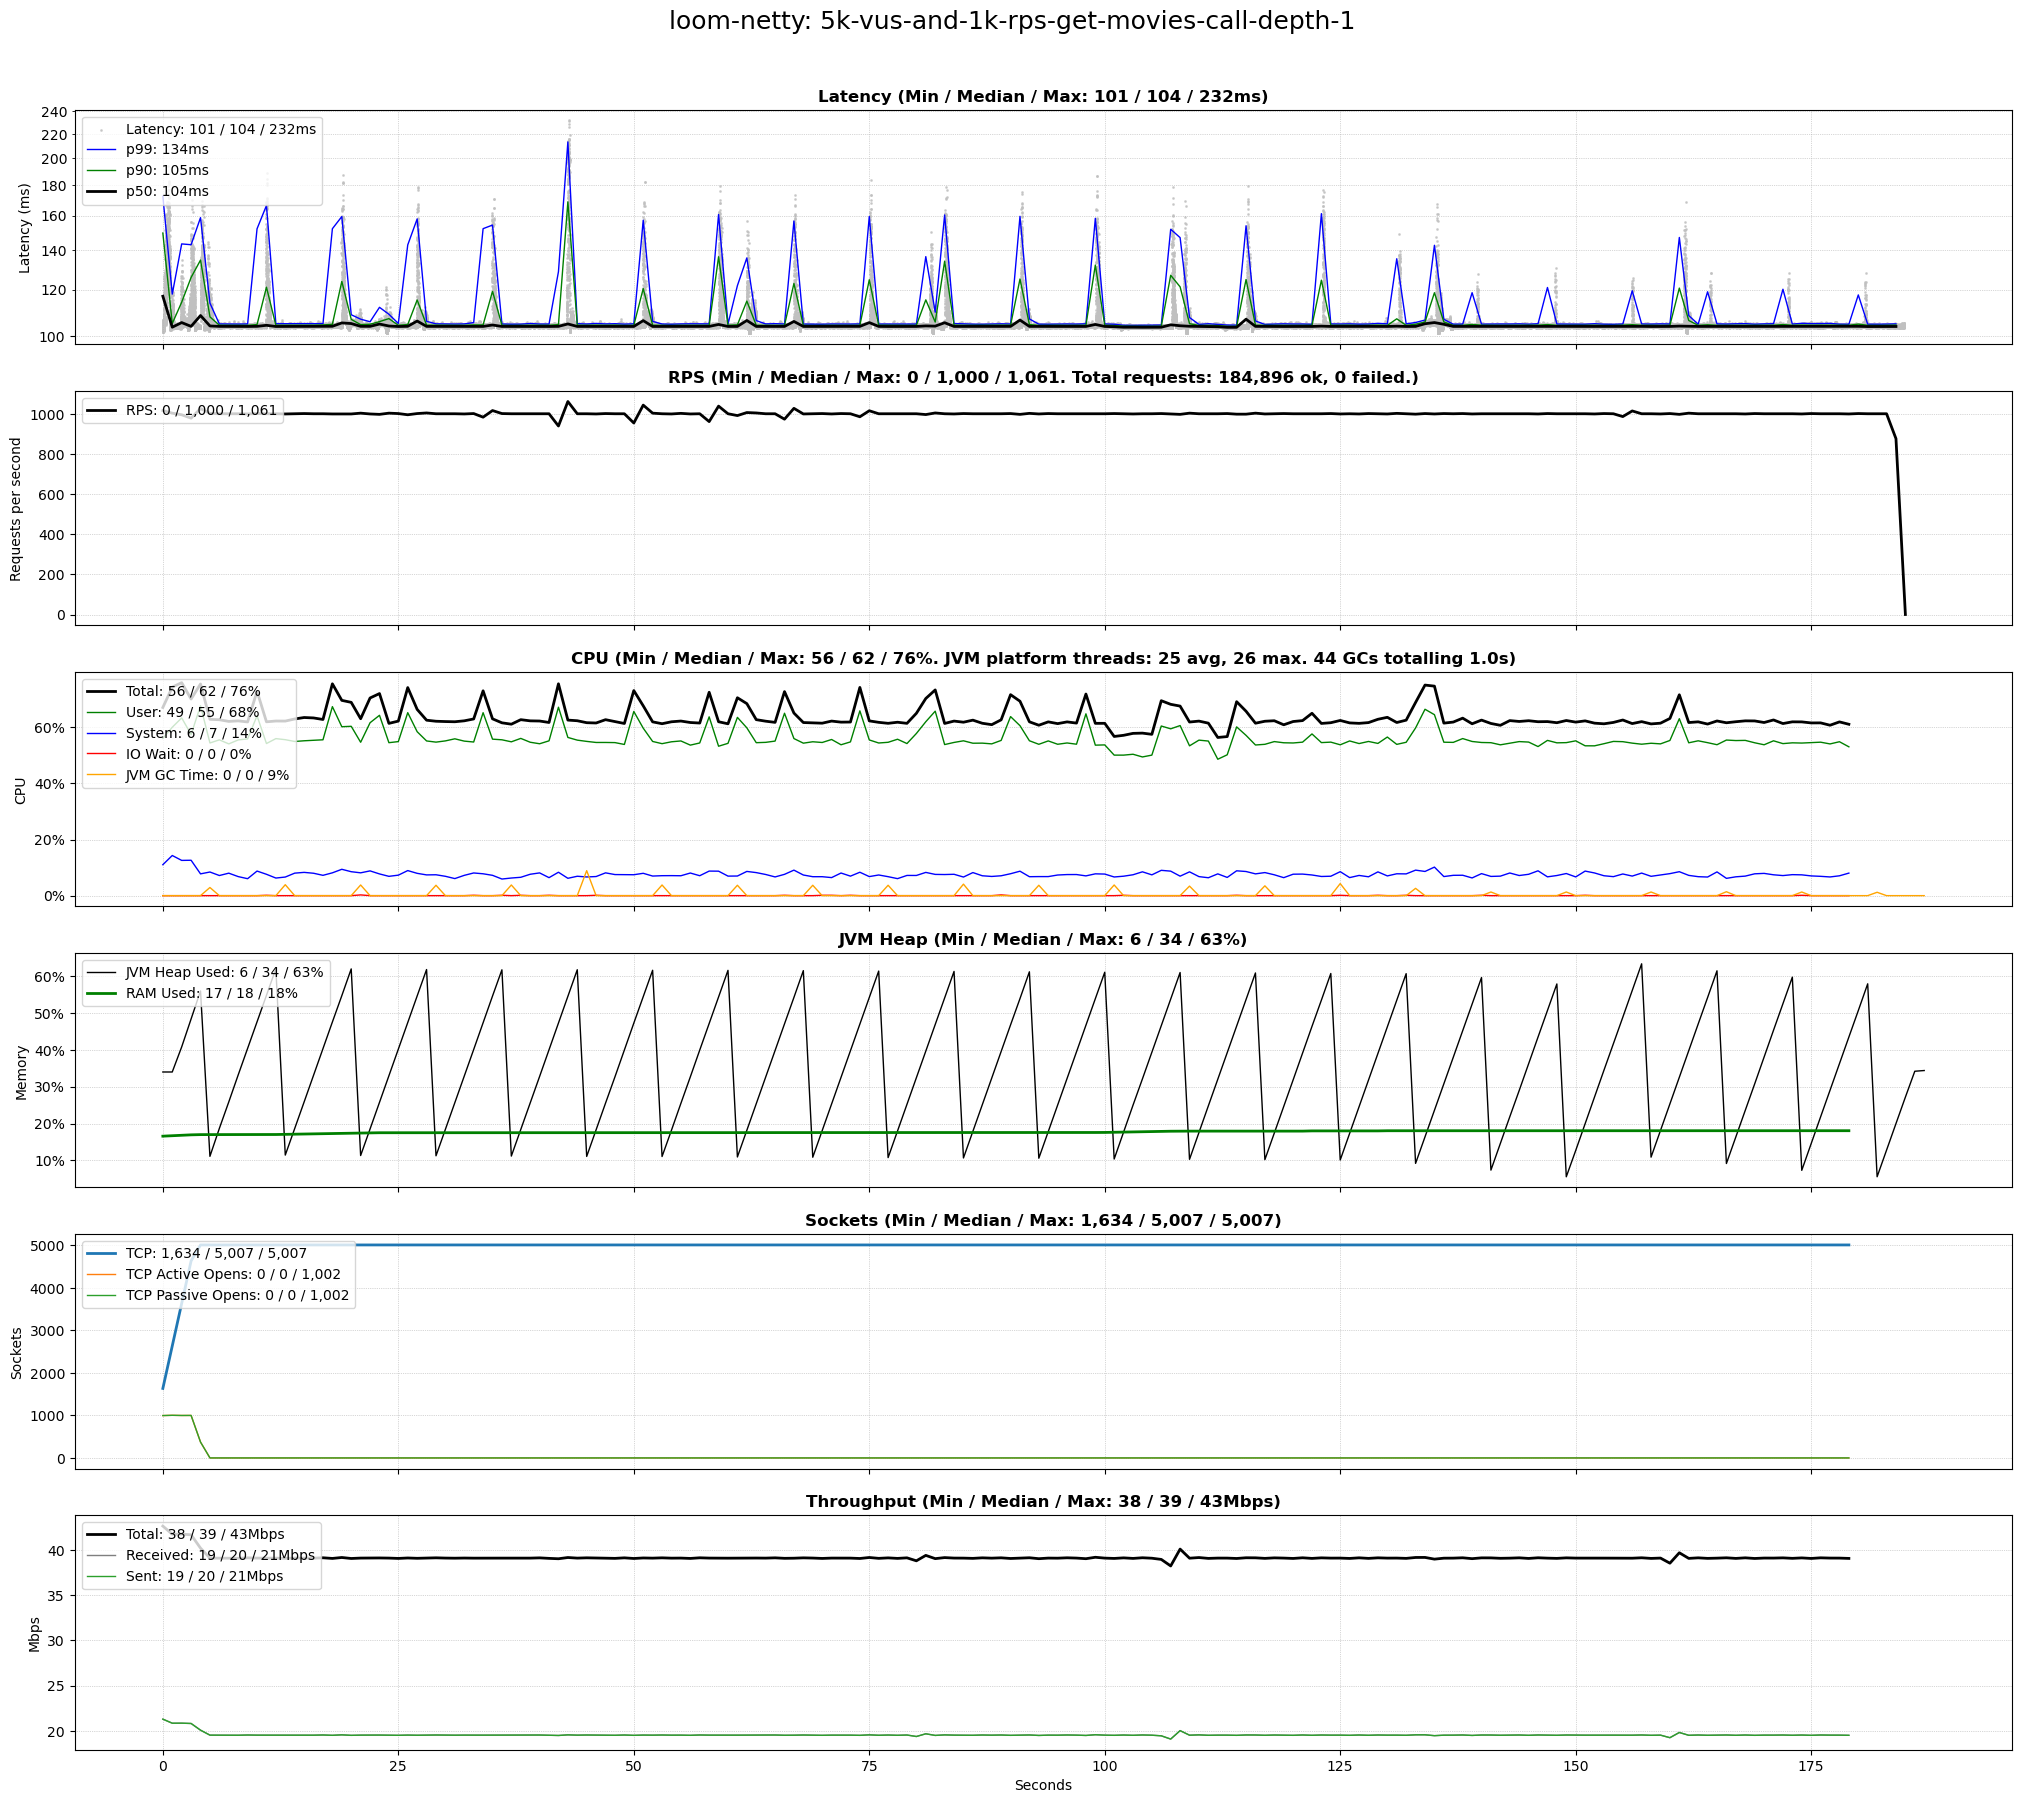 loom-netty: 5k-vus-and-1k-rps-get-movies-call-depth-1
Latency (Min / Median / Max: 101 / 104 / 232ms)
240
220
200
180
160
140
120
100
Latency (ms)
Latency: 101 / 104 / 232ms
p99: 134ms
p90: 105ms
p50: 104ms
RPS (Min / Median / Max: 0 / 1,000 / 1,061. Total requests: 184,896 ok, 0 failed.)
1000
800
600
400
200
0
Requests per second
RPS: 0 / 1,000 / 1,061
CPU (Min / Median / Max: 56 / 62 / 76%. JVM platform threads: 25 avg, 26 max. 44 GCs totalling 1.0s)
60%
40%
20%
0%
CPU
Total: 56 / 62 / 76%
User: 49 / 55 / 68%
System: 6 / 7 / 14%
IO Wait: 0 / 0 / 0%
JVM GC Time: 0 / 0 / 9%
JVM Heap (Min / Median / Max: 6 / 34 / 63%)
60%
50%
40%
30%
20%
10%
Memory
JVM Heap Used: 6 / 34 / 63%
RAM Used: 17 / 18 / 18%
Sockets (Min / Median / Max: 1,634 / 5,007 / 5,007)
5000
4000
3000
2000
1000
0
Sockets
TCP: 1,634 / 5,007 / 5,007
TCP Active Opens: 0 / 0 / 1,002
TCP Passive Opens: 0 / 0 / 1,002
Throughput (Min / Median / Max: 38 / 39 / 43Mbps)
40
35
30
25
20
Mbps
Total: 38 / 39 / 43Mbps
Received: 19 / 20 / 21Mbps
Sent: 19 / 20 / 21Mbps
0 25 50 75 100 125 150 175
Seconds